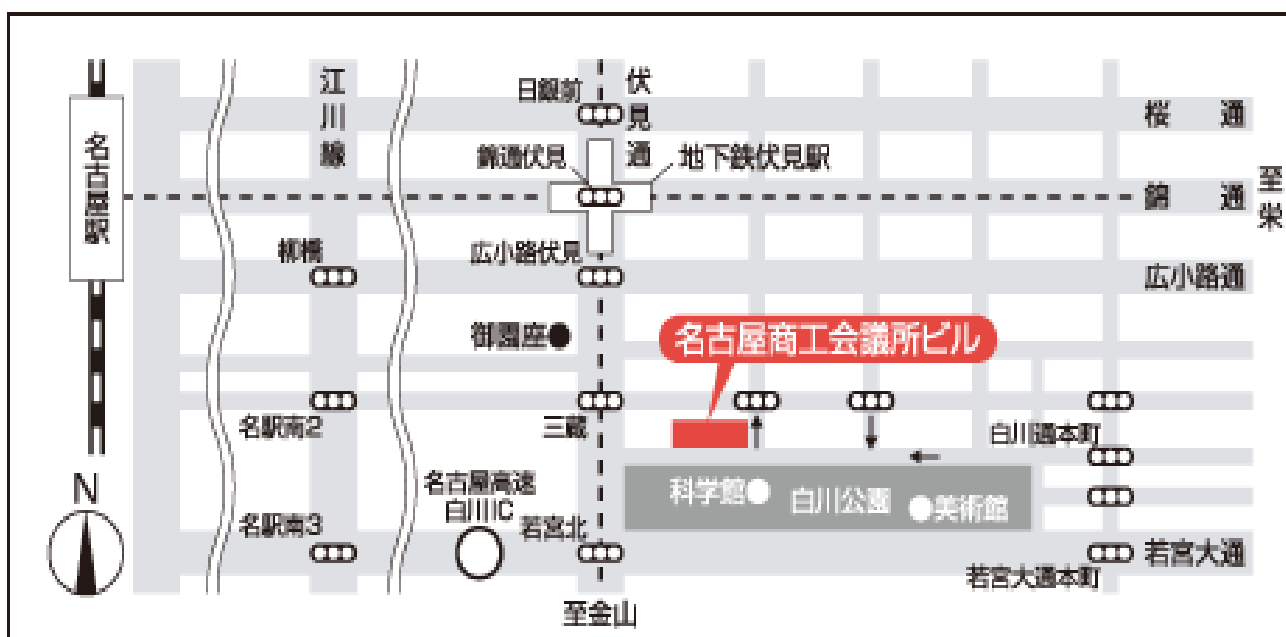 江川線
日銀前
伏見通
桜通
名古屋駅
錦通伏見
地下鉄伏見駅
錦通
至栄
柳橋
広小路伏見
広小路通
御園座
名古屋商工会議所ビル
名駅南2
三蔵
白川通本町
N
名古屋高速
白川IC
科学館
白川公園
美術館
名駅南3
若宮北
若宮大通
若宮大通本町
至金山